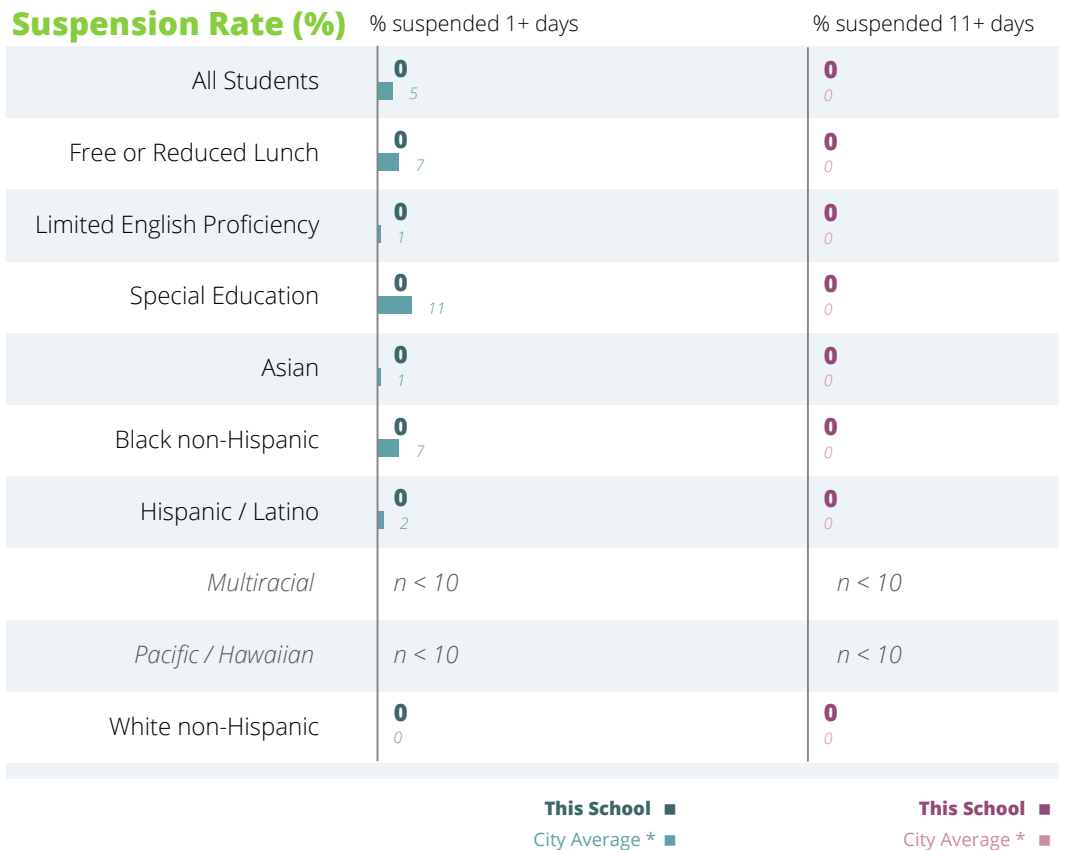 Suspension Rate (%) % suspended 1+ days % suspended 11+ days
All Students 0 0
5 0
Free or Reduced Lunch 0 0
7 0
Limited English Proficiency 0 0
1 0
Special Education 0 0
11 0
Asian 0 0
1 0
Black non-Hispanic 0 0
7 0
Hispanic / Latino 0 0
2 0
Multiracial n < 10 n < 10
Pacific / Hawaiian n < 10 n < 10
White non-Hispanic 0 0
0 0
This School This School
City Average * City Average *